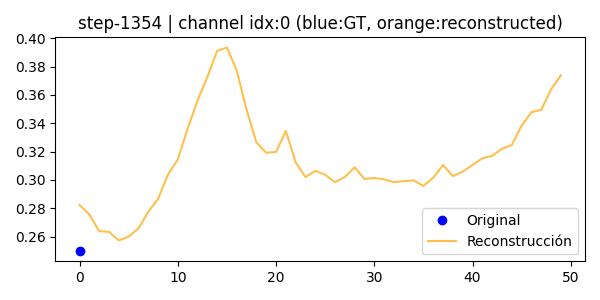 step-1354 | channel idx:0 (blue:GT, orange:reconstructed)
0.40
0.38
0.36
0.34
0.32
0.30
0.28
0.26
0 10 20 30 40 50
Original
Reconstrucción